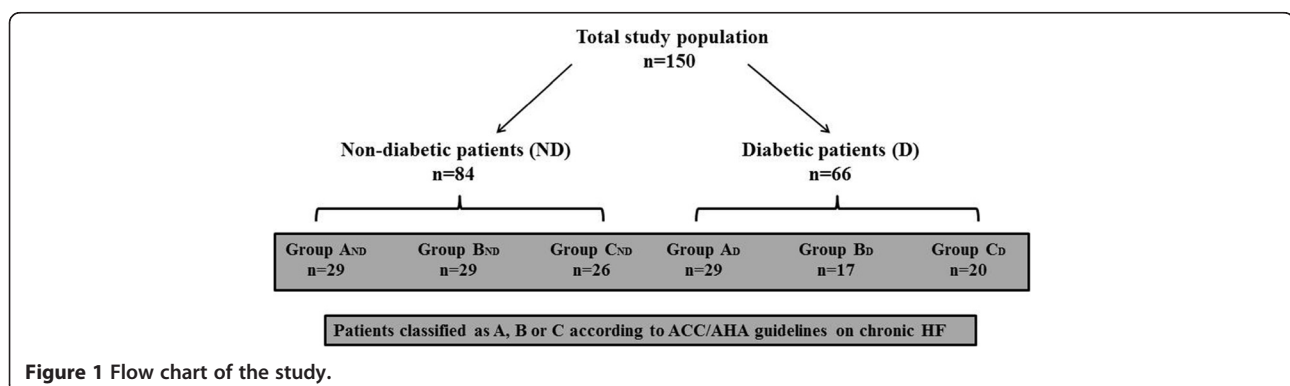 Total study population
n=150
Non-diabetic patients (ND)
n=84
Diabetic patients (D)
n=66
Group AND
n=29
Group BND
n=29
Group CND
n=26
Group AD
n=29
Group BD
n=17
Group CD
n=20
Patients classified as A, B or C according to ACC/AHA guidelines on chronic HF
Figure 1 Flow chart of the study.